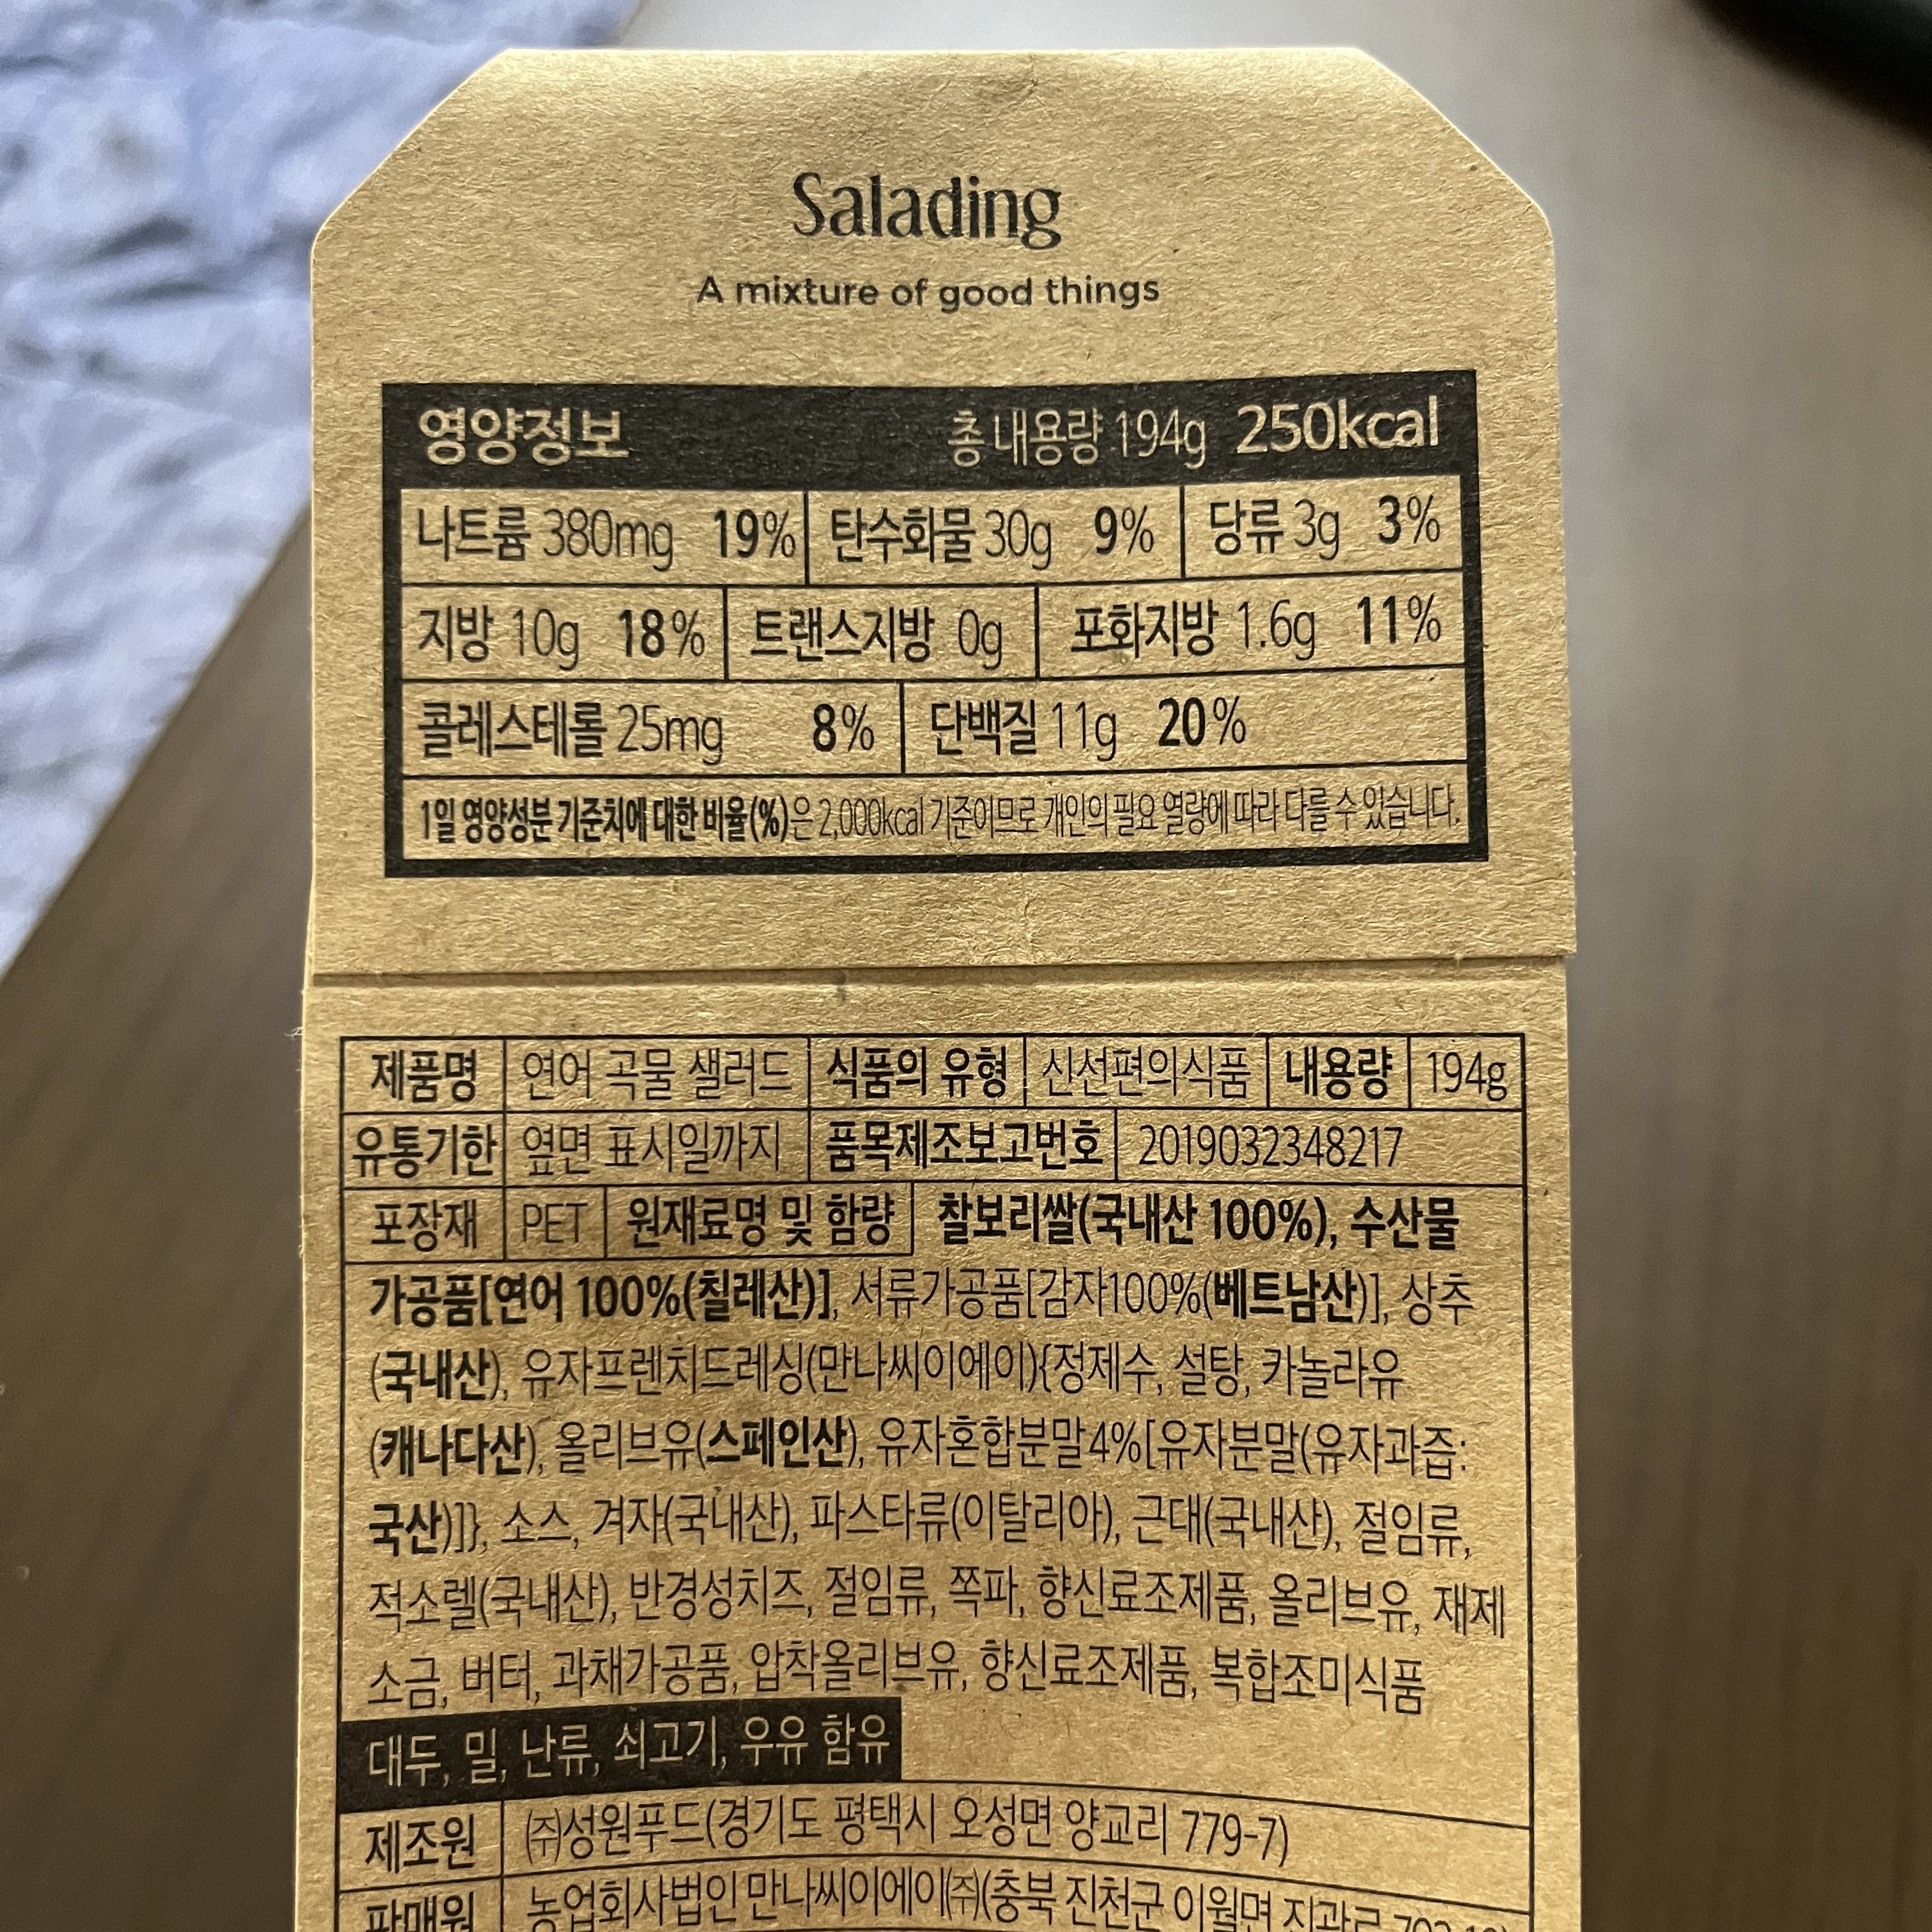 Salading
A mixture of good things
영양정보 총 내용량 194g 250kcal
나트륨 380mg 19% 탄수화물 30g 9% 당류 3g 3%
지방 10g 18% 트랜스지방 0g 포화지방 1.6g 11%
콜레스테롤 25mg 8% 단백질 11g 20%
1일 영양성분 기준치에 대한 비율(%)은 2,000kcal 기준이므로 개인의 필요 열량에 따라 다를 수 있습니다.
제품명 연어 곡물 샐러드 식품의 유형 신선편의식품 내용량 194g
유통기한 옆면 표시일까지 품목제조보고번호 2019032348217
포장재 PET 원재료명 및 함량 찰보리쌀(국내산 100%), 수산물
가공품[연어 100%(칠레산)], 서류가공품[감자100%(베트남산)], 상추
(국내산), 유자프렌치드레싱(만나씨이에이){정제수, 설탕, 카놀라유
(캐나다산), 올리브유(스페인산), 유자혼합분말4%[유자분말(유자과즙:
국산)]}, 소스, 겨자(국내산), 파스타류(이탈리아), 근대(국내산), 절임류,
적소렐(국내산), 반경성치즈, 절임류, 쪽파, 향신료조제품, 올리브유, 재제
소금, 버터, 과채가공품, 압착올리브유, 향신료조제품, 복합조미식품
대두, 밀, 난류, 쇠고기, 우유 함유
제조원 ㈜성원푸드(경기도 평택시 오성면 양교리 779-7)
판매원 농업회사법인 만나씨이에이㈜(충북 진천군 이월면 진광로